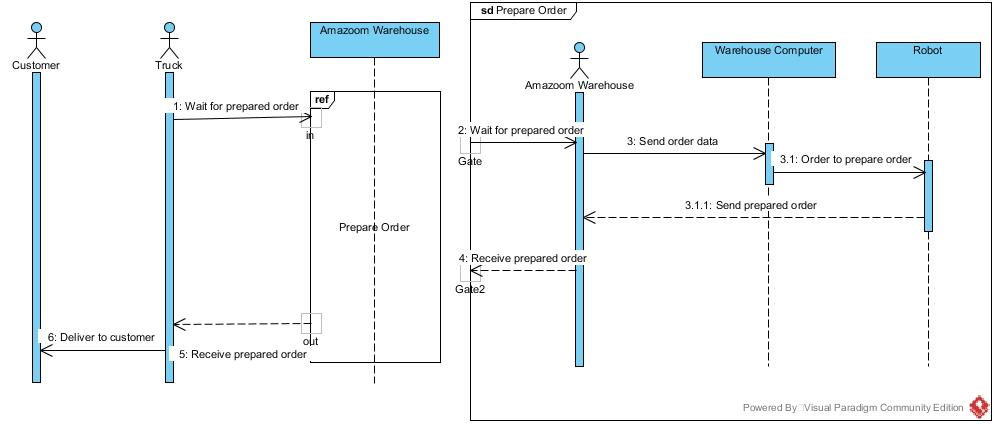 Customer
Truck
Amazoom Warehouse
ref
1: Wait for prepared order
in
Prepare Order
out
6: Deliver to customer
5: Receive prepared order
sd Prepare Order
Amazoom Warehouse
Warehouse Computer
Robot
2: Wait for prepared order
Gate
3: Send order data
3.1: Order to prepare order
3.1.1: Send prepared order
4: Receive prepared order
Gate2
Powered By Visual Paradigm Community Edition